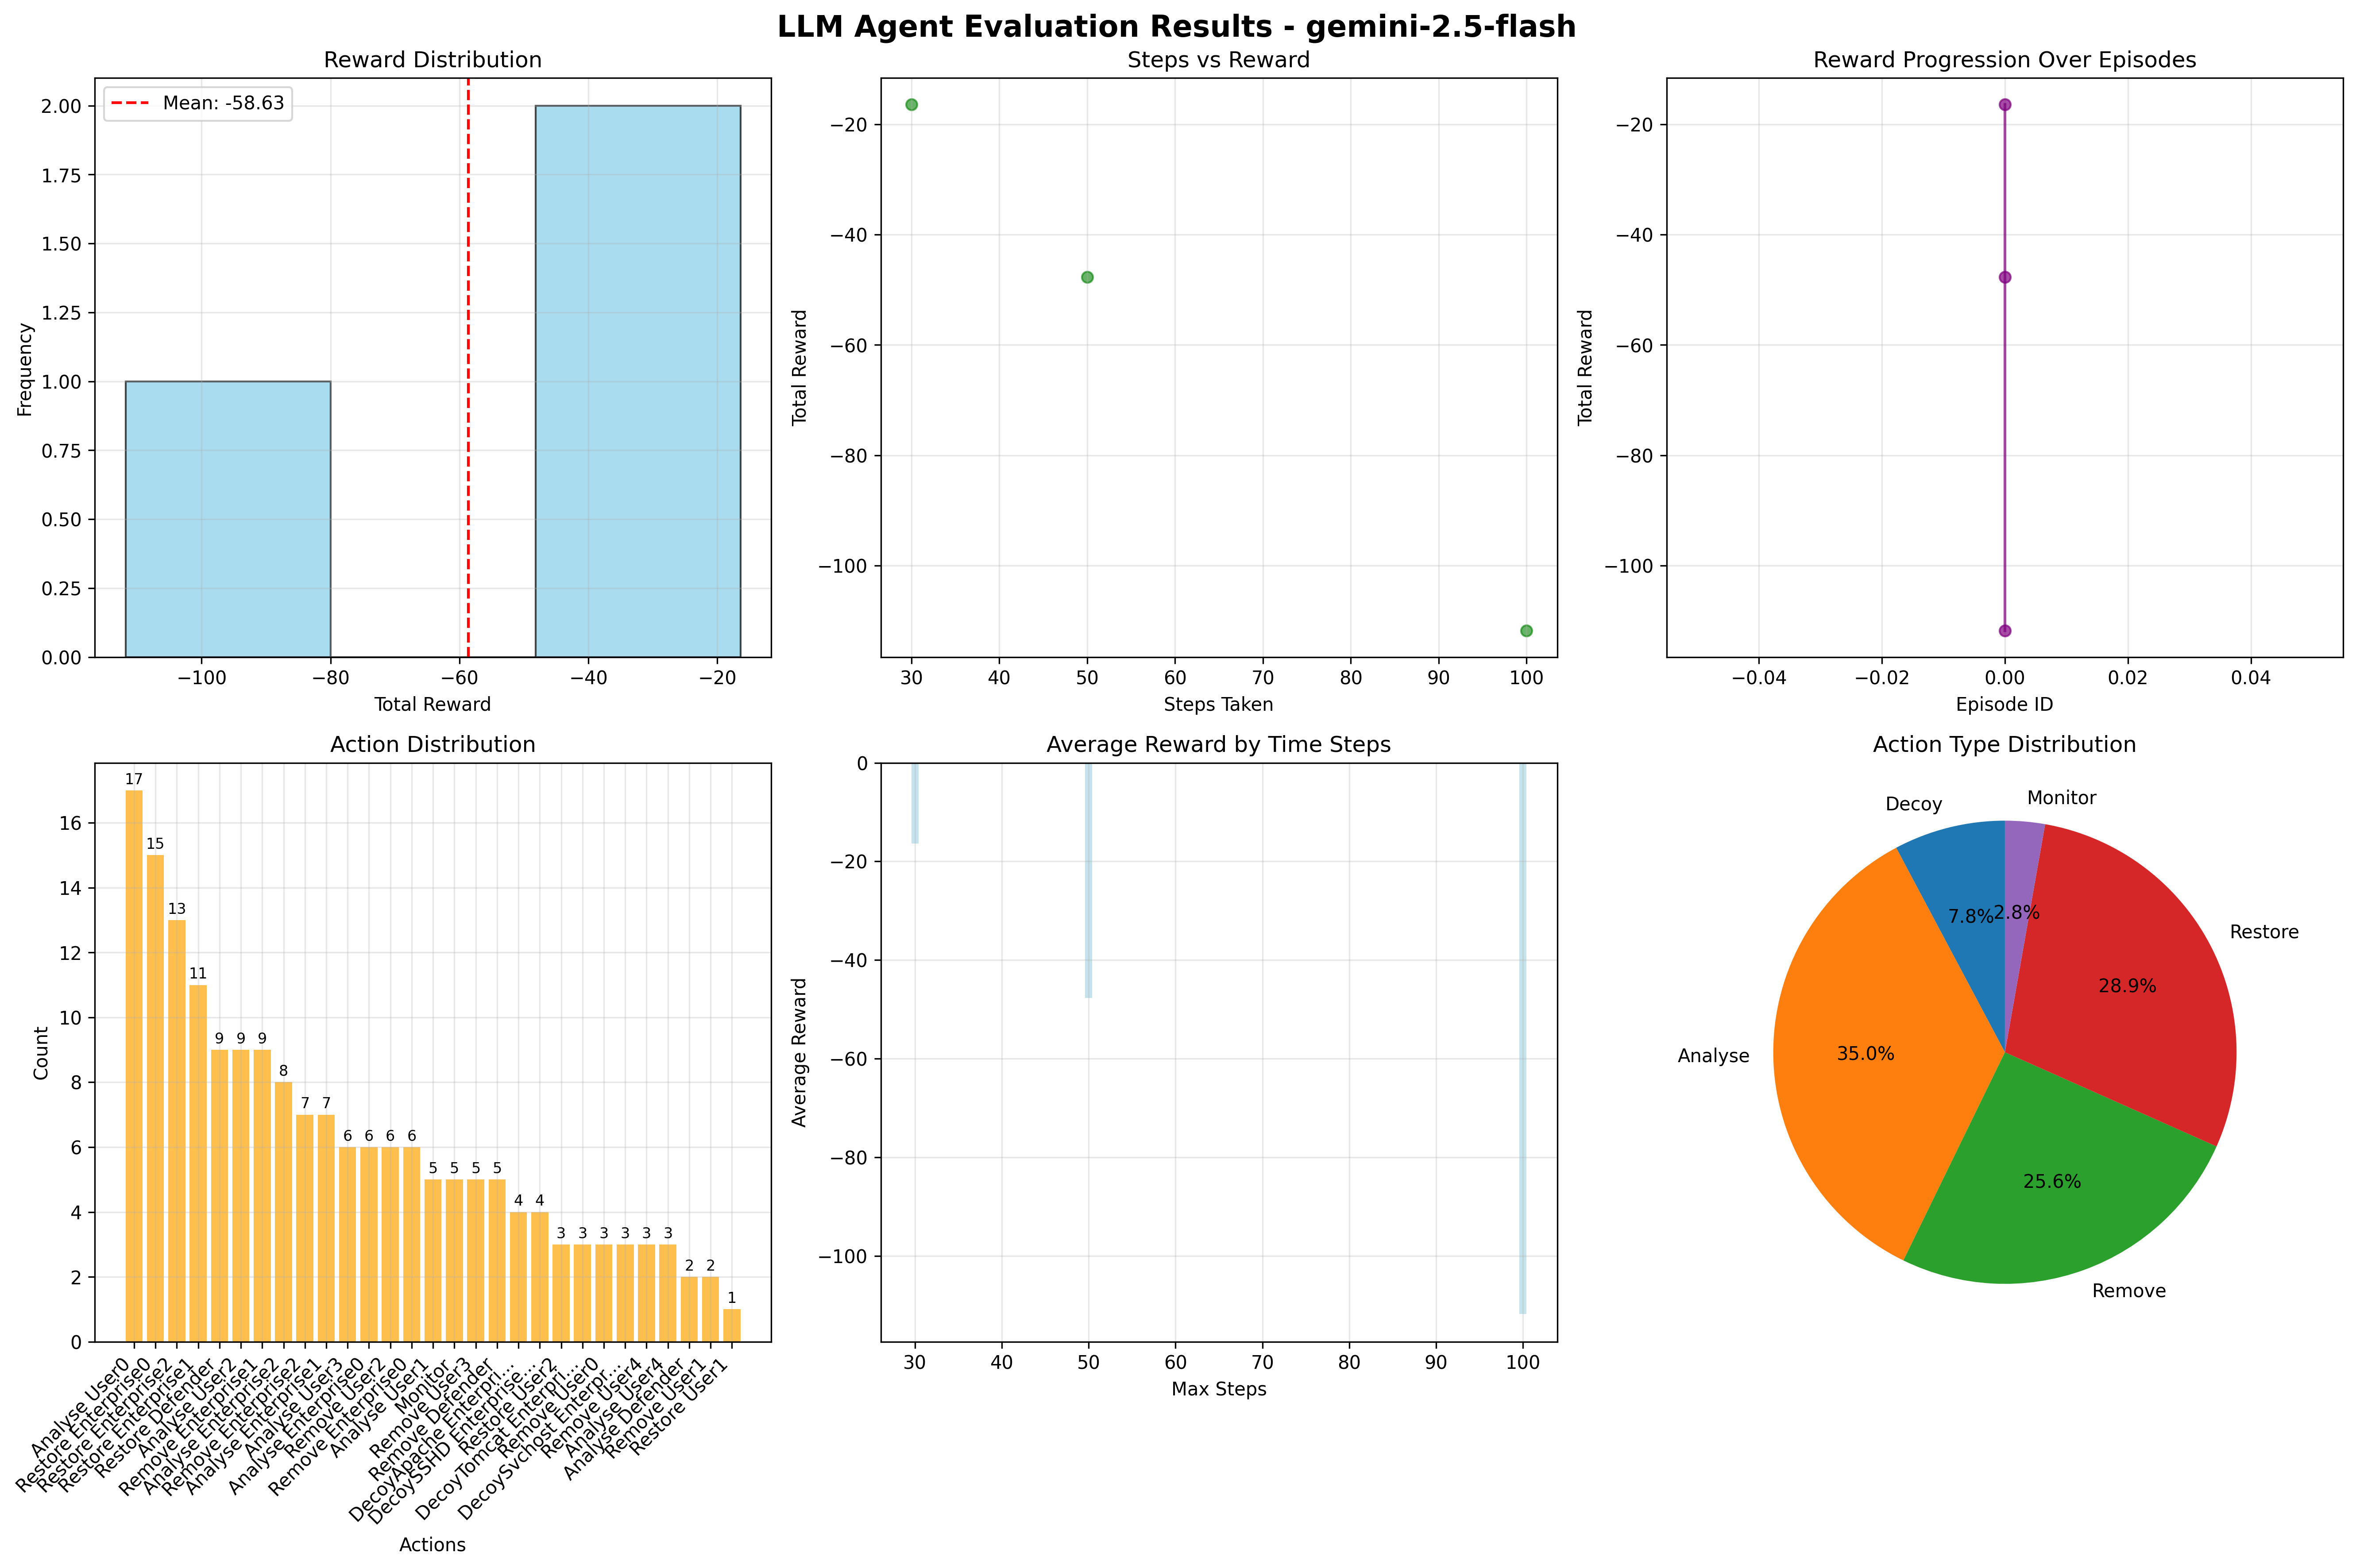 LLM Agent Evaluation Results - gemini-2.5-flash
Reward Distribution
Mean: -58.63
Frequency
2.00
1.75
1.50
1.25
1.00
0.75
0.50
0.25
0.00
−100
−80
−60
−40
−20
Total Reward
Steps vs Reward
Total Reward
−20
−40
−60
−80
−100
30
40
50
60
70
80
90
100
Steps Taken
Reward Progression Over Episodes
Total Reward
−20
−40
−60
−80
−100
−0.04
−0.02
0.00
0.02
0.04
Episode ID
Action Distribution
Count
16
14
12
10
8
6
4
2
0
17
15
13
11
9
9
9
8
7
7
6
6
6
6
5
5
5
5
4
4
3
3
3
3
3
3
2
2
1
Analyse User0
Restore Enterprise0
Restore Enterprise2
Restore Enterprise1
Restore Defender
Analyse User2
Remove Enterprise1
Analyse Enterprise2
Remove Enterprise2
Analyse Enterprise1
Analyse User3
Analyse Enterprise0
Remove User2
Remove Enterprise0
Analyse User1
Monitor
Remove User3
Remove Defender
DecoyApache Enterpri...
DecoySSHD Enterprise...
Restore User2
DecoyTomcat Enterpri...
Remove User0
DecoySvchost Enterpr...
Remove User4
Analyse User4
Analyse Defender
Remove User1
Restore User1
Actions
Average Reward by Time Steps
Average Reward
0
−20
−40
−60
−80
−100
30
40
50
60
70
80
90
100
Max Steps
Action Type Distribution
Decoy
Monitor
7.8%
2.8%
Restore
28.9%
Analyse
35.0%
25.6%
Remove